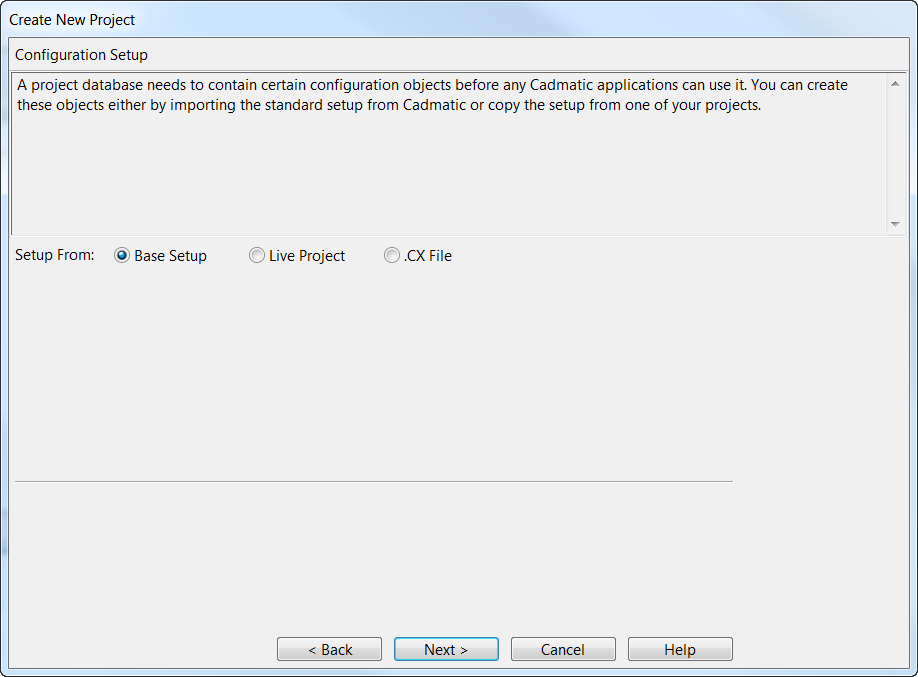 Create New Project
Configuration Setup
A project database needs to contain certain configuration objects before any Cadmatic applications can use it. You can create
these objects either by importing the standard setup from Cadmatic or copy the setup from one of your projects.
Setup From: Base Setup Live Project .CX File
< Back Next > Cancel Help